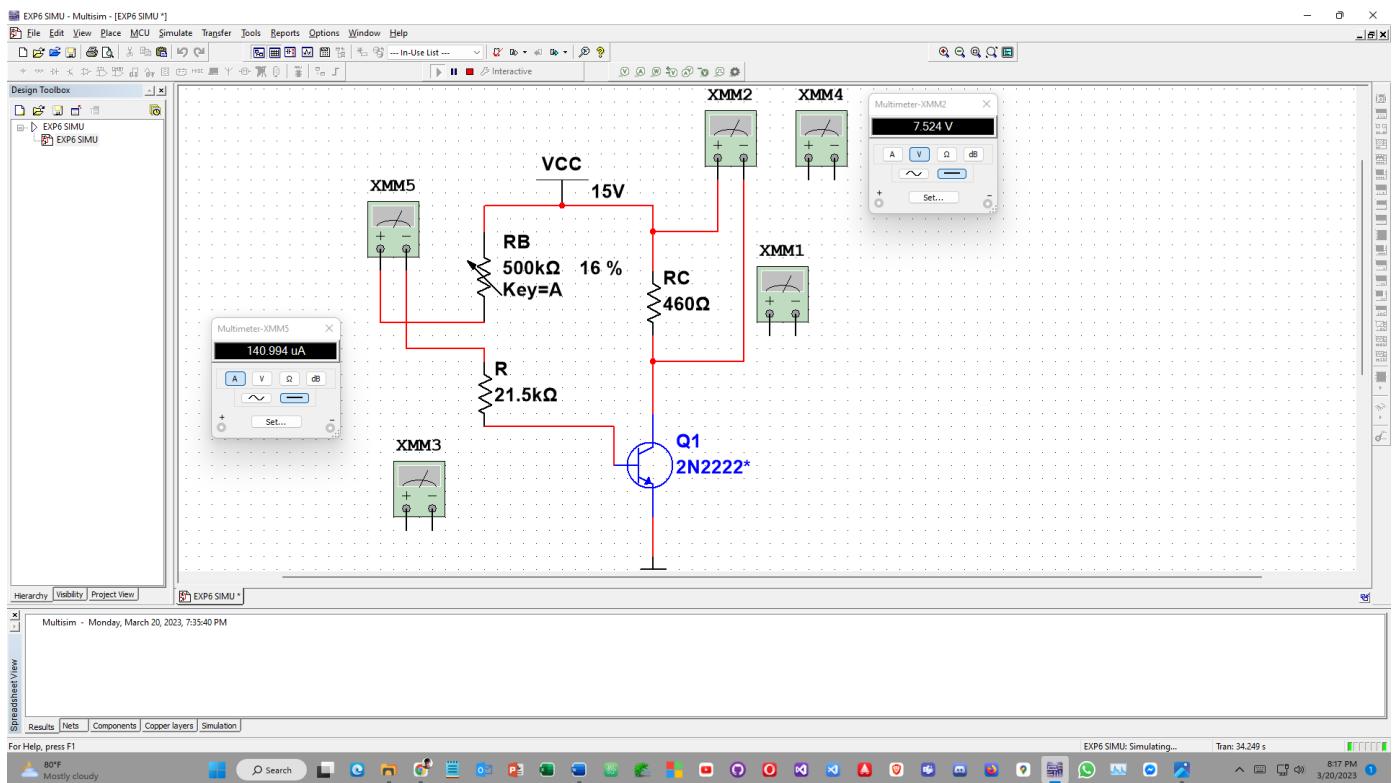 EXP6 SIMU - Multisim - [EXP6 SIMU *]
File Edit View Place MCU Simulate Transfer Tools Reports Options Window Help
--- In-Use List ---
Interactive
Design Toolbox
EXP6 SIMU
EXP6 SIMU
Hierarchy Visibility Project View
XMM2
XMM4
Multimeter-XMM2
7.524 V
A V Ω dB
+ Set... -
VCC
15V
XMM5
+ -
RB
500kΩ 16 %
Key=A
RC
460Ω
XMM1
+ -
Multimeter-XMM5
140.994 uA
A V Ω dB
+ Set... -
R
21.5kΩ
XMM3
+ -
Q1
2N2222*
EXP6 SIMU *
Multisim - Monday, March 20, 2023, 7:35:40 PM
Spreadsheet View
Results Nets Components Copper layers Simulation
For Help, press F1
EXP6 SIMU: Simulating... Tran: 34.249 s
80°F
Mostly cloudy
Search
8:17 PM
3/20/2023
1